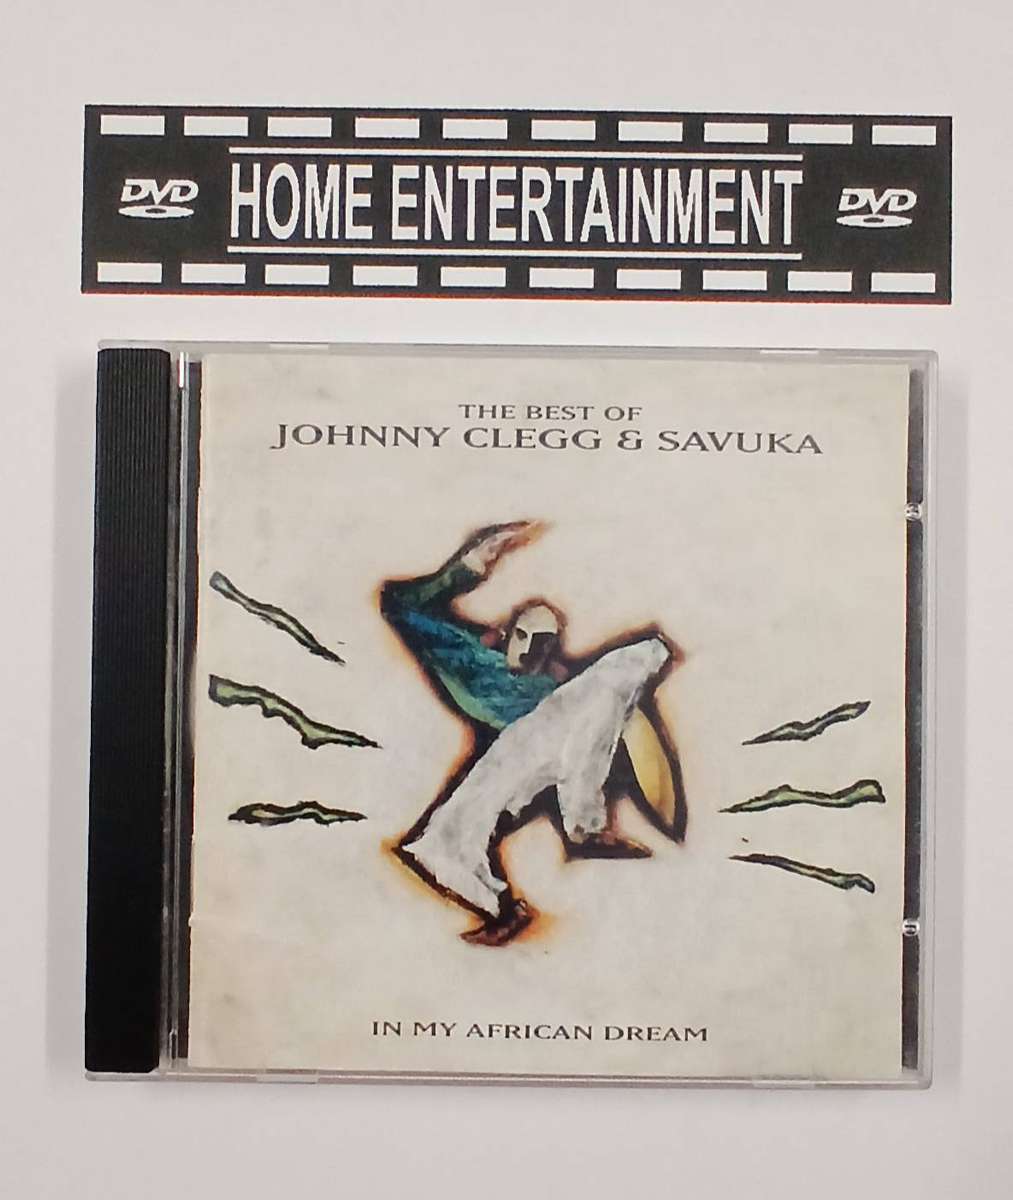 DVD
HOME ENTERTAINMENT
DVD
THE BEST OF
JOHNNY CLEGG & SAVUKA
IN MY AFRICAN DREAM